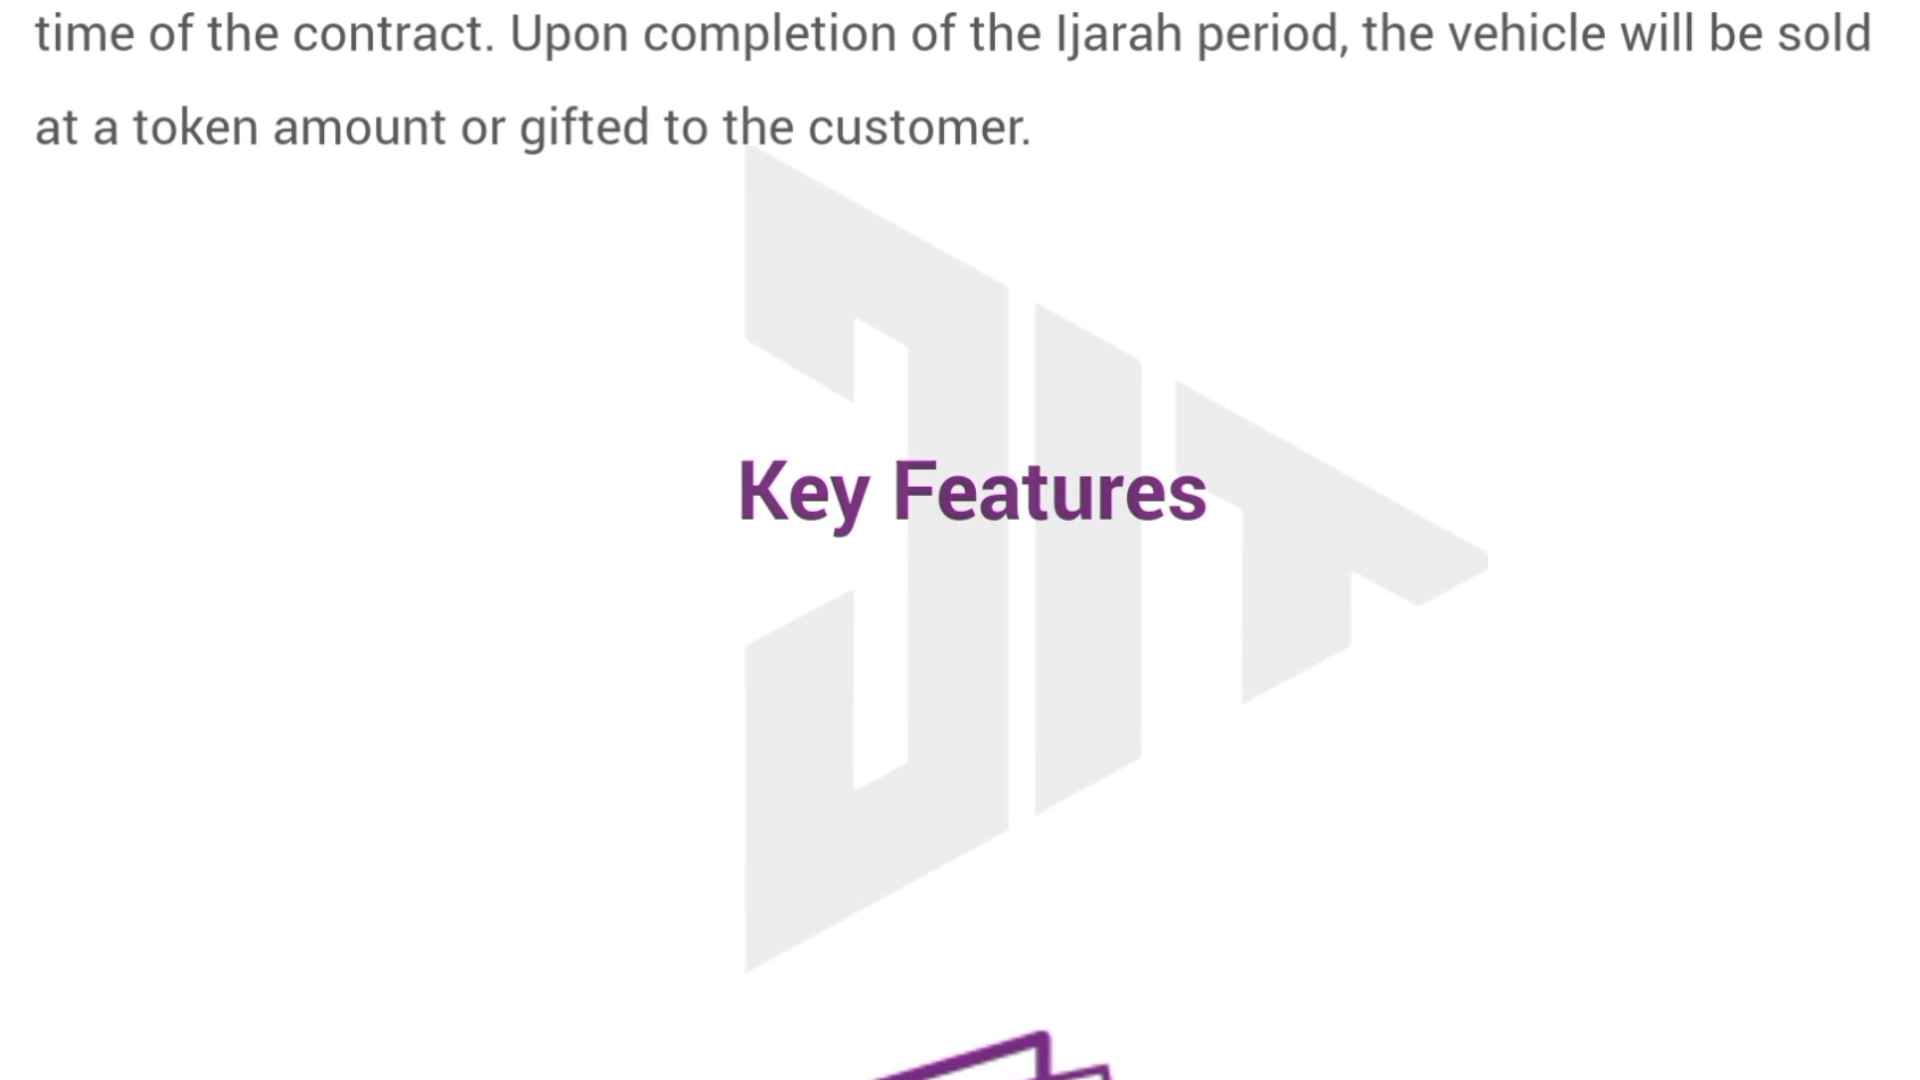 time of the contract. Upon completion of the Ijarah period, the vehicle will be sold
at a token amount or gifted to the customer.
Key Features